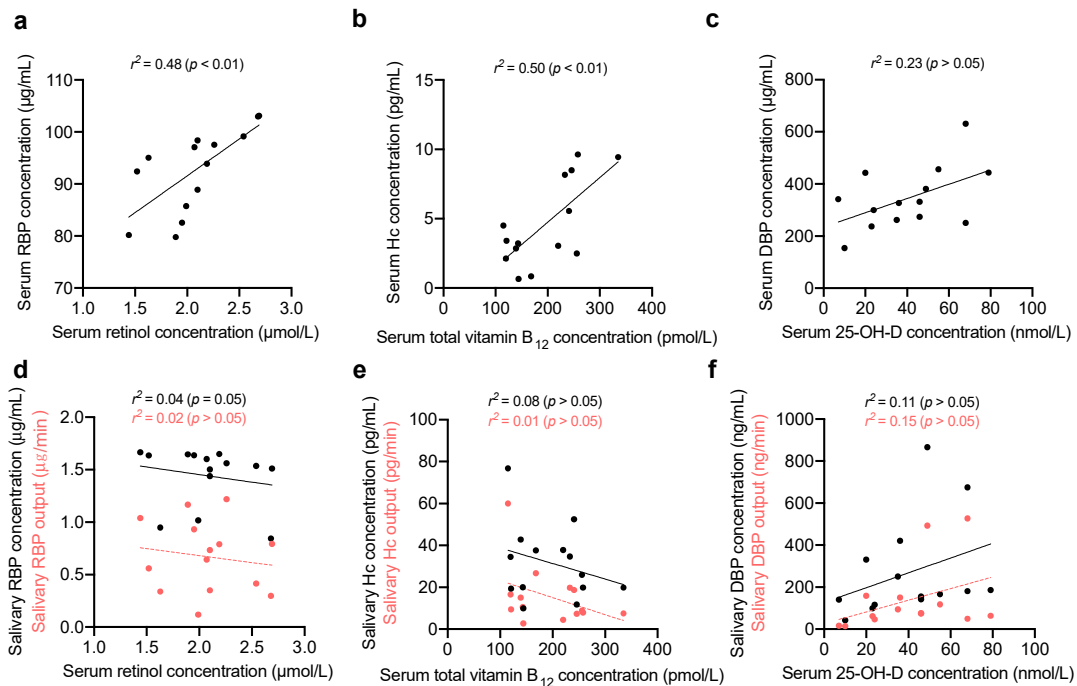 a
r² = 0.48 (p < 0.01)
Serum RBP concentration (µg/mL)
110
100
90
80
70
1.0 1.5 2.0 2.5 3.0
Serum retinol concentration (µmol/L)
b
r² = 0.50 (p < 0.01)
Serum Hc concentration (pg/mL)
15
10
5
0
0 100 200 300 400
Serum total vitamin B₁₂ concentration (pmol/L)
c
r² = 0.23 (p > 0.05)
Serum DBP concentration (µg/mL)
800
600
400
200
0
0 20 40 60 80 100
Serum 25-OH-D concentration (nmol/L)
d
r² = 0.04 (p = 0.05)
r² = 0.02 (p > 0.05)
Salivary RBP concentration (µg/mL)
Salivary RBP output (µg/min)
2.0
1.5
1.0
0.5
0.0
1.0 1.5 2.0 2.5 3.0
Serum retinol concentration (µmol/L)
e
r² = 0.08 (p > 0.05)
r² = 0.01 (p > 0.05)
Salivary Hc concentration (pg/mL)
Salivary Hc output (pg/min)
100
80
60
40
20
0
0 100 200 300 400
Serum total vitamin B₁₂ concentration (pmol/L)
f
r² = 0.11 (p > 0.05)
r² = 0.15 (p > 0.05)
Salivary DBP concentration (ng/mL)
Salivary DBP output (ng/min)
1000
800
600
400
200
0
0 20 40 60 80 100
Serum 25-OH-D concentration (nmol/L)